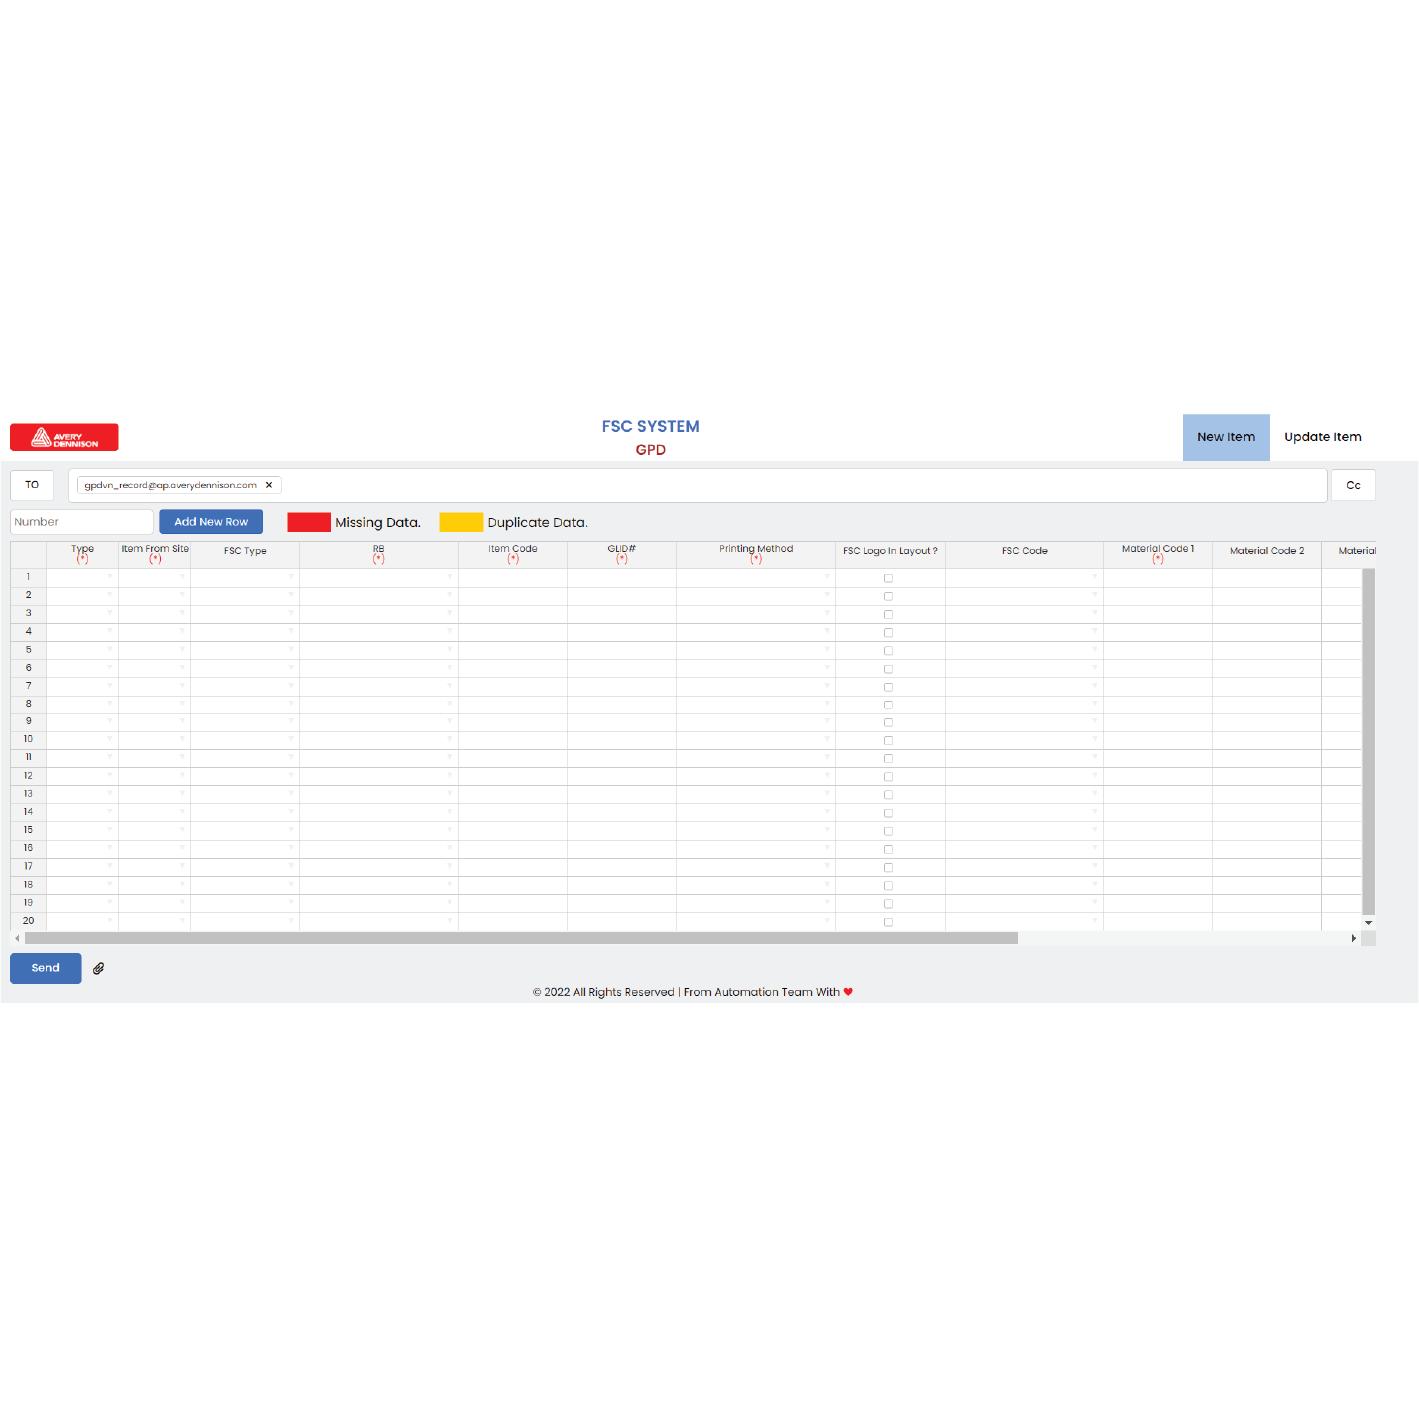 AVERY
DENNISON
FSC SYSTEM
GPD
New Item
Update Item
TO
gpdvn_record@ap.averydennison.com ×
Cc
Number
Add New Row
Missing Data.
Duplicate Data.
Type (*)
Item From Site (*)
FSC Type
RB (*)
Item Code (*)
GLID# (*)
Printing Method (*)
FSC Logo In Layout ?
FSC Code
Material Code 1 (*)
Material Code 2
Material
1
2
3
4
5
6
7
8
9
10
11
12
13
14
15
16
17
18
19
20
Send
© 2022 All Rights Reserved | From Automation Team With ❤